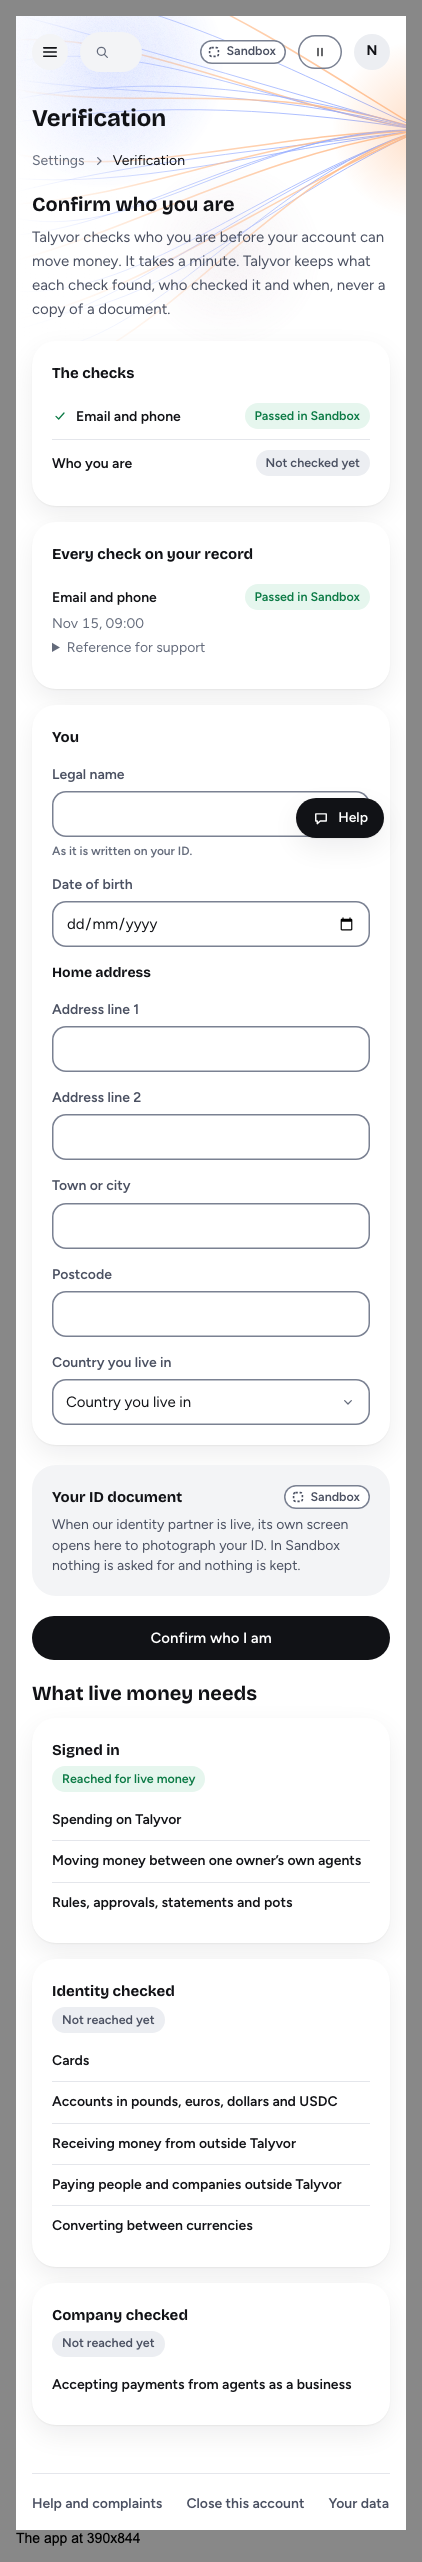 Sandbox
N
Verification
Settings > Verification
Confirm who you are
Talyvor checks who you are before your account can
move money. It takes a minute. Talyvor keeps what
each check found, who checked it and when, never a
copy of a document.
The checks
Email and phone Passed in Sandbox
Who you are Not checked yet
Every check on your record
Email and phone Passed in Sandbox
Nov 15, 09:00
Reference for support
You
Legal name
Help
As it is written on your ID.
Date of birth
dd/mm/yyyy
Home address
Address line 1
Address line 2
Town or city
Postcode
Country you live in
Country you live in
Your ID document Sandbox
When our identity partner is live, its own screen
opens here to photograph your ID. In Sandbox
nothing is asked for and nothing is kept.
Confirm who I am
What live money needs
Signed in
Reached for live money
Spending on Talyvor
Moving money between one owner’s own agents
Rules, approvals, statements and pots
Identity checked
Not reached yet
Cards
Accounts in pounds, euros, dollars and USDC
Receiving money from outside Talyvor
Paying people and companies outside Talyvor
Converting between currencies
Company checked
Not reached yet
Accepting payments from agents as a business
Help and complaints Close this account Your data
The app at 390x844